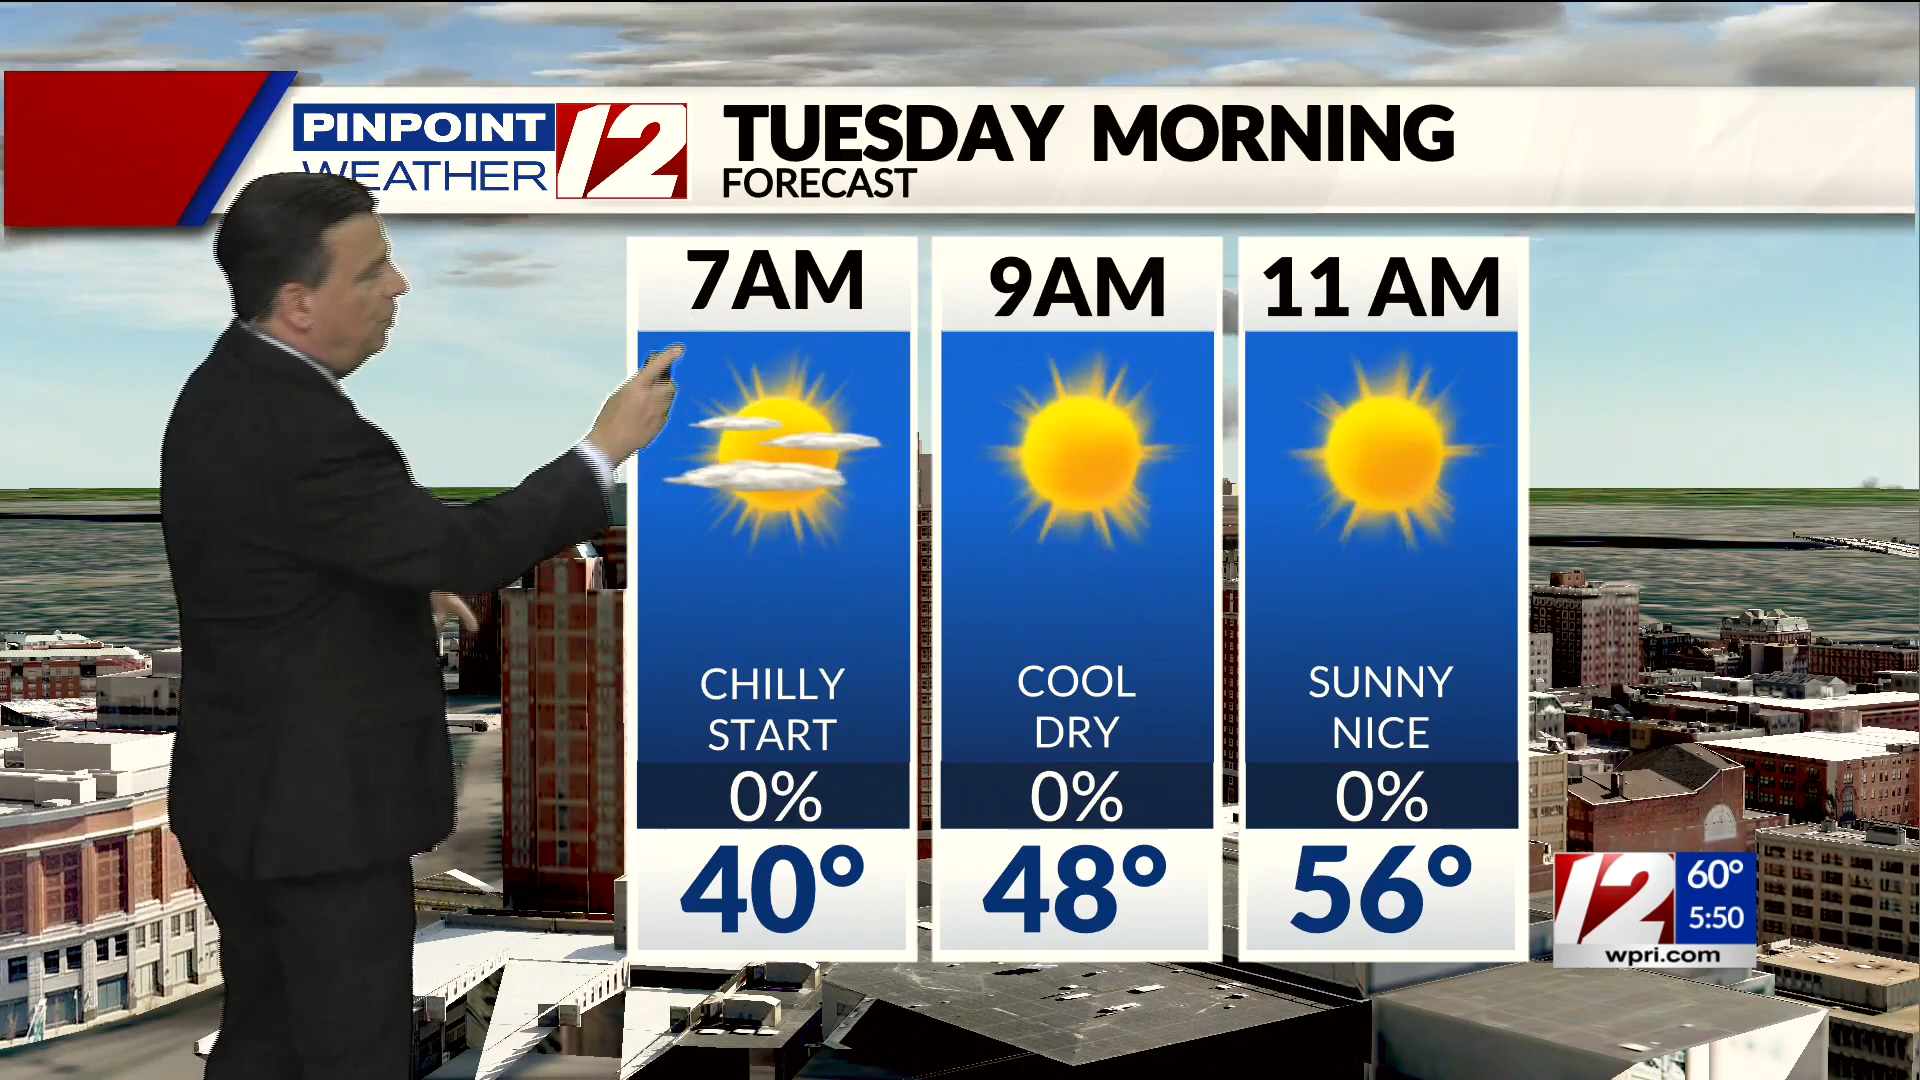 PINPOINT
WEATHER
12
TUESDAY MORNING
FORECAST
7AM
CHILLY
START
0%
40°
9AM
COOL
DRY
0%
48°
11 AM
SUNNY
NICE
0%
56°
12
60°
5:50
wpri.com